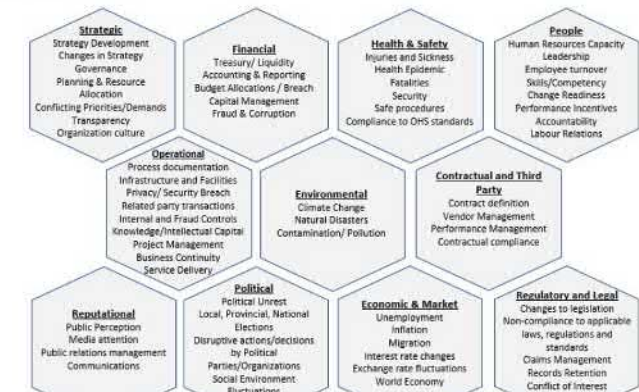 Strategic
Strategy Development
Changes in Strategy
Governance
Planning & Resource
Allocation
Conflicting Priorities/Demands
Transparency
Organization culture
Financial
Treasury/ Liquidity
Accounting & Reporting
Budget Allocations / Breach
Capital Management
Fraud & Corruption
Health & Safety
Injuries and Sickness
Health Epidemic
Fatalities
Security
Safe procedures
Compliance to OHS standards
People
Human Resources Capacity
Leadership
Employee turnover
Skills/Competency
Change Readiness
Performance Incentives
Accountability
Labour Relations
Operational
Process documentation
Infrastructure and Facilities
Privacy/ Security Breach
Related party transactions
Internal and Fraud Controls
Knowledge/Intellectual Capital
Project Management
Business Continuity
Service Delivery
Environmental
Climate Change
Natural Disasters
Contamination/ Pollution
Contractual and Third
Party
Contract definition
Vendor Management
Performance Management
Contractual compliance
Reputational
Public Perception
Media attention
Public relations management
Communications
Political
Political Unrest
Local, Provincial, National
Elections
Disruptive actions/decisions
by Political
Parties/Organizations
Social Environment
Fluctuations
Economic & Market
Unemployment
Inflation
Migration
Interest rate changes
Exchange rate fluctuations
World Economy
Regulatory and Legal
Changes to legislation
Non-compliance to applicable
laws, regulations and
standards
Claims Management
Records Retention
Conflict of Interest